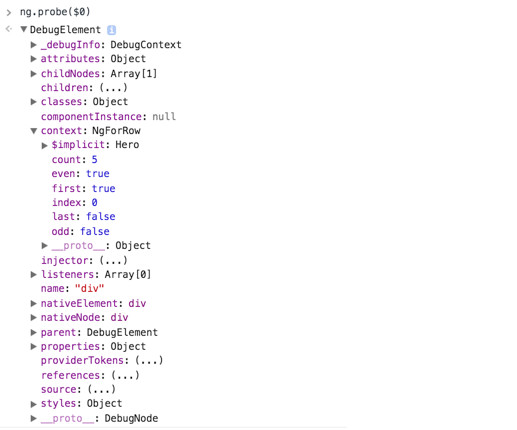 > ng.probe($0)
DebugElement i
_debugInfo: DebugContext
attributes: Object
childNodes: Array[1]
children: (...)
classes: Object
componentInstance: null
context: NgForRow
$implicit: Hero
count: 5
even: true
first: true
index: 0
last: false
odd: false
__proto__: Object
injector: (...)
listeners: Array[0]
name: "div"
nativeElement: div
nativeNode: div
parent: DebugElement
properties: Object
providerTokens: (...)
references: (...)
source: (...)
styles: Object
__proto__: DebugNode